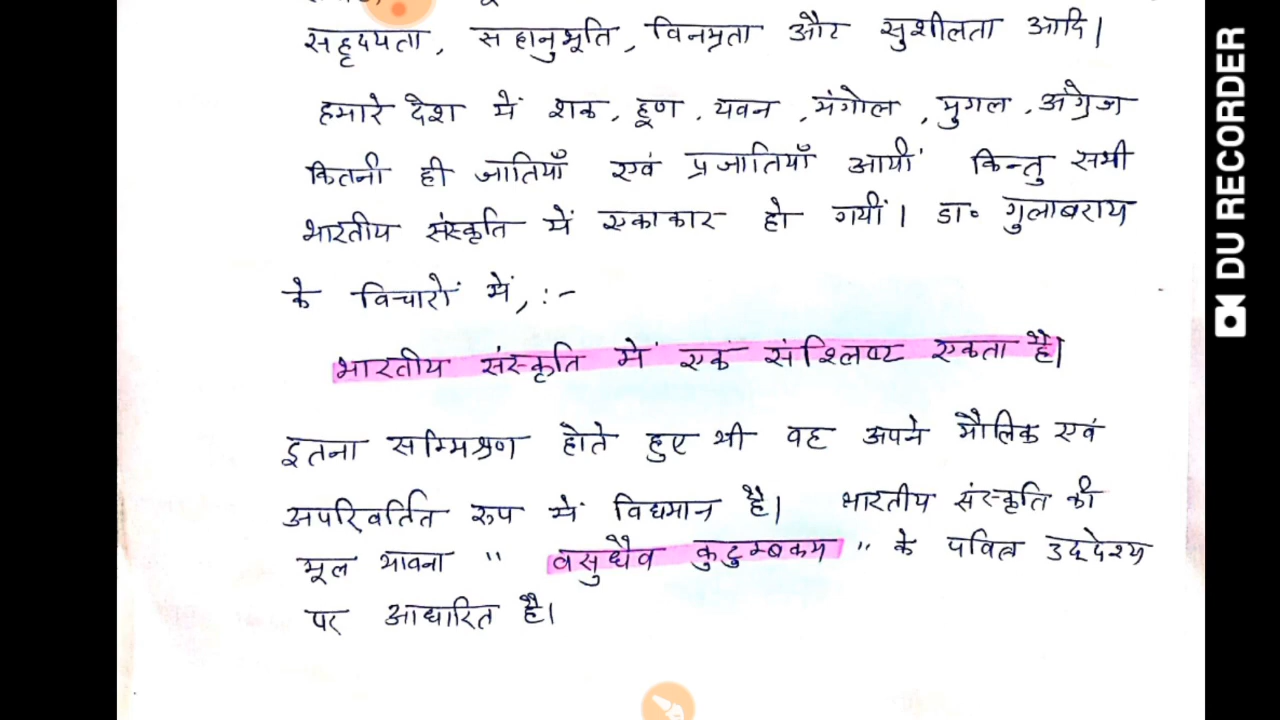 सहृदयता, सहानुभूति, विनम्रता और सुशीलता आदि।
हमारे देश में शक, हूण, यवन, मंगोल, मुगल, अंग्रेज
कितनी ही जातियाँ एवं प्रजातियाँ आयीं किन्तु सभी
भारतीय संस्कृति में एकाकार हो गयीं। डा० गुलाबराय
के विचारों में, :-
भारतीय संस्कृति में एक संश्लिष्ट एकता है।
इतना सम्मिश्रण होते हुए भी वह अपने मौलिक एवं
अपरिवर्तित रूप में विद्यमान है। भारतीय संस्कृति की
मूल भावना " वसुधैव कुटुम्बकम " के पवित्र उद्देश्य
पर आधारित है।
DU RECORDER